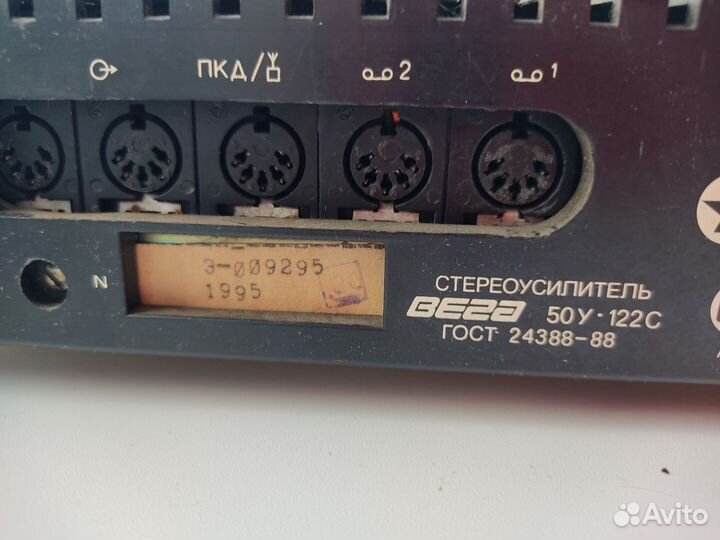 ПКД/
2
1
N
3-009295
1995
СТЕРЕОУСИЛИТЕЛЬ
ВЕГА 50У·122С
ГОСТ 24388-88
Avito